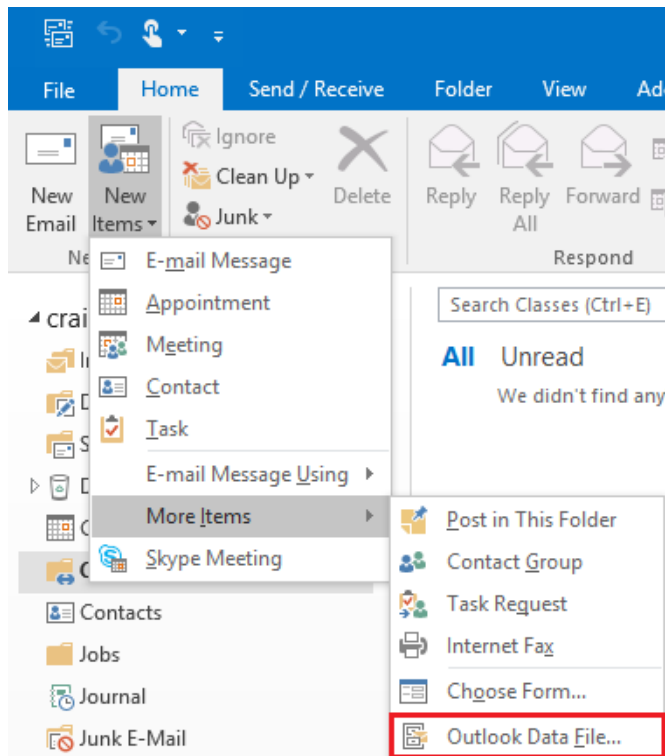 File Home Send / Receive Folder View
New Email
New Items
Ignore
Clean Up
Junk
Delete
Reply
Reply All
Forward
Respond
E-mail Message
Appointment
Meeting
Contact
Task
E-mail Message Using
More Items
Skype Meeting
Post in This Folder
Contact Group
Task Request
Internet Fax
Choose Form...
Outlook Data File...
Search Classes (Ctrl+E)
All Unread
We didn't find any
crai
Contacts
Jobs
Journal
Junk E-Mail